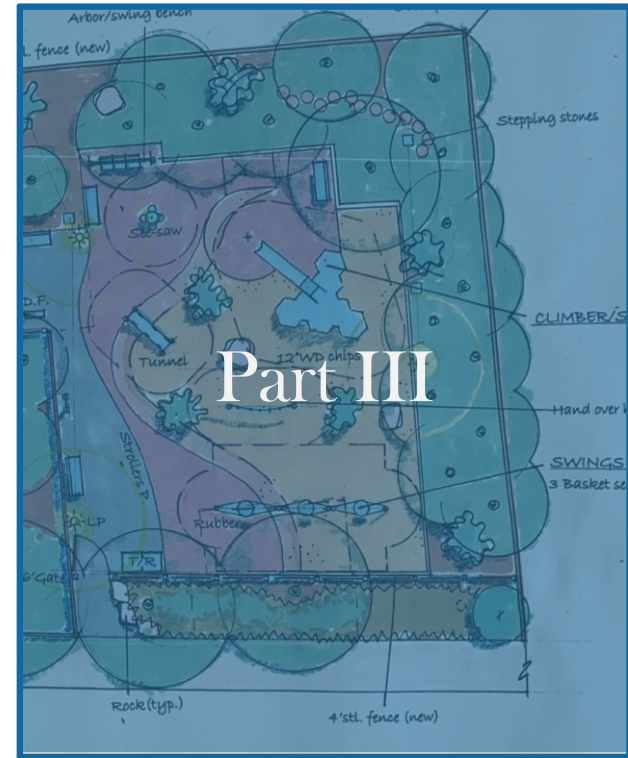 Arbor/swing bench
l. fence (new)
Stepping stones
See-saw
D.F.
CLIMBER/S
Tunnel
12" WD chips
Part III
Hand over h
Strollers P.
SWINGS
3 Basket se
Rubber
LP
T/R
6' Gate
Rock (typ.)
4' stl. fence (new)